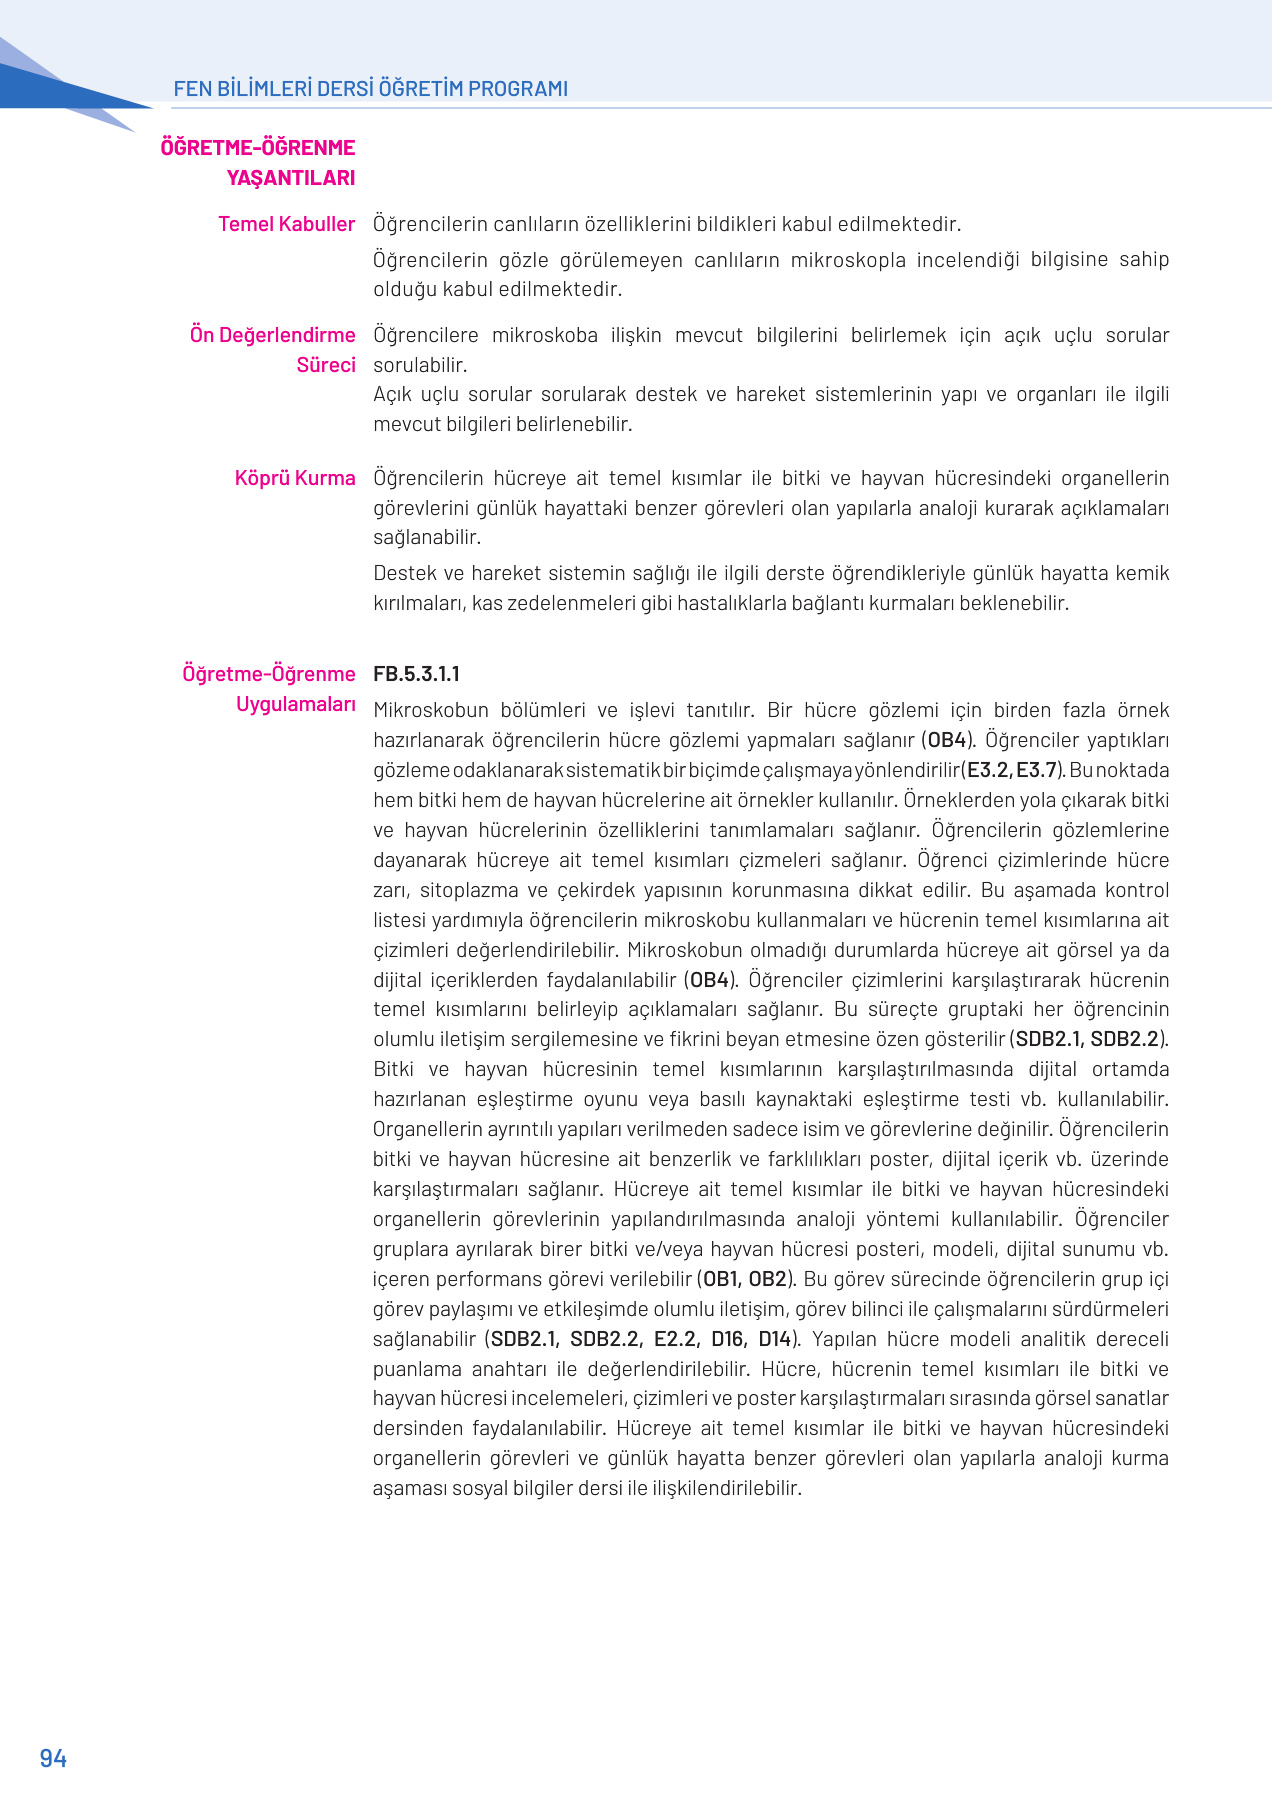 FEN BİLİMLERİ DERSİ ÖĞRETİM PROGRAMI
ÖĞRETME-ÖĞRENME
YAŞANTILARI
Temel Kabuller
Öğrencilerin canlıların özelliklerini bildikleri kabul edilmektedir.
Öğrencilerin gözle görülemeyen canlıların mikroskopla incelendiği bilgisine sahip
olduğu kabul edilmektedir.
Ön Değerlendirme
Süreci
Öğrencilere mikroskoba ilişkin mevcut bilgilerini belirlemek için açık uçlu sorular
sorulabilir.
Açık uçlu sorular sorularak destek ve hareket sistemlerinin yapı ve organları ile ilgili
mevcut bilgileri belirlenebilir.
Köprü Kurma
Öğrencilerin hücreye ait temel kısımlar ile bitki ve hayvan hücresindeki organellerin
görevlerini günlük hayattaki benzer görevleri olan yapılarla analoji kurarak açıklamaları
sağlanabilir.
Destek ve hareket sistemin sağlığı ile ilgili derste öğrendikleriyle günlük hayatta kemik
kırılmaları, kas zedelenmeleri gibi hastalıklarla bağlantı kurmaları beklenebilir.
Öğretme-Öğrenme
Uygulamaları
FB.5.3.1.1
Mikroskobun bölümleri ve işlevi tanıtılır. Bir hücre gözlemi için birden fazla örnek
hazırlanarak öğrencilerin hücre gözlemi yapmaları sağlanır (OB4). Öğrenciler yaptıkları
gözleme odaklanarak sistematik bir biçimde çalışmaya yönlendirilir (E3.2, E3.7). Bu noktada
hem bitki hem de hayvan hücrelerine ait örnekler kullanılır. Örneklerden yola çıkarak bitki
ve hayvan hücrelerinin özelliklerini tanımlamaları sağlanır. Öğrencilerin gözlemlerine
dayanarak hücreye ait temel kısımları çizmeleri sağlanır. Öğrenci çizimlerinde hücre
zarı, sitoplazma ve çekirdek yapısının korunmasına dikkat edilir. Bu aşamada kontrol
listesi yardımıyla öğrencilerin mikroskobu kullanmaları ve hücrenin temel kısımlarına ait
çizimleri değerlendirilebilir. Mikroskobun olmadığı durumlarda hücreye ait görsel ya da
dijital içeriklerden faydalanılabilir (OB4). Öğrenciler çizimlerini karşılaştırarak hücrenin
temel kısımlarını belirleyip açıklamaları sağlanır. Bu süreçte gruptaki her öğrencinin
olumlu iletişim sergilemesine ve fikrini beyan etmesine özen gösterilir (SDB2.1, SDB2.2).
Bitki ve hayvan hücresinin temel kısımlarının karşılaştırılmasında dijital ortamda
hazırlanan eşleştirme oyunu veya basılı kaynaktaki eşleştirme testi vb. kullanılabilir.
Organellerin ayrıntılı yapıları verilmeden sadece isim ve görevlerine değinilir. Öğrencilerin
bitki ve hayvan hücresine ait benzerlik ve farklılıkları poster, dijital içerik vb. üzerinde
karşılaştırmaları sağlanır. Hücreye ait temel kısımlar ile bitki ve hayvan hücresindeki
organellerin görevlerinin yapılandırılmasında analoji yöntemi kullanılabilir. Öğrenciler
gruplara ayrılarak birer bitki ve/veya hayvan hücresi posteri, modeli, dijital sunumu vb.
içeren performans görevi verilebilir (OB1, OB2). Bu görev sürecinde öğrencilerin grup içi
görev paylaşımı ve etkileşimde olumlu iletişim, görev bilinci ile çalışmalarını sürdürmeleri
sağlanabilir (SDB2.1, SDB2.2, E2.2, D16, D14). Yapılan hücre modeli analitik dereceli
puanlama anahtarı ile değerlendirilebilir. Hücre, hücrenin temel kısımları ile bitki ve
hayvan hücresi incelemeleri, çizimleri ve poster karşılaştırmaları sırasında görsel sanatlar
dersinden faydalanılabilir. Hücreye ait temel kısımlar ile bitki ve hayvan hücresindeki
organellerin görevleri ve günlük hayatta benzer görevleri olan yapılarla analoji kurma
aşaması sosyal bilgiler dersi ile ilişkilendirilebilir.
94